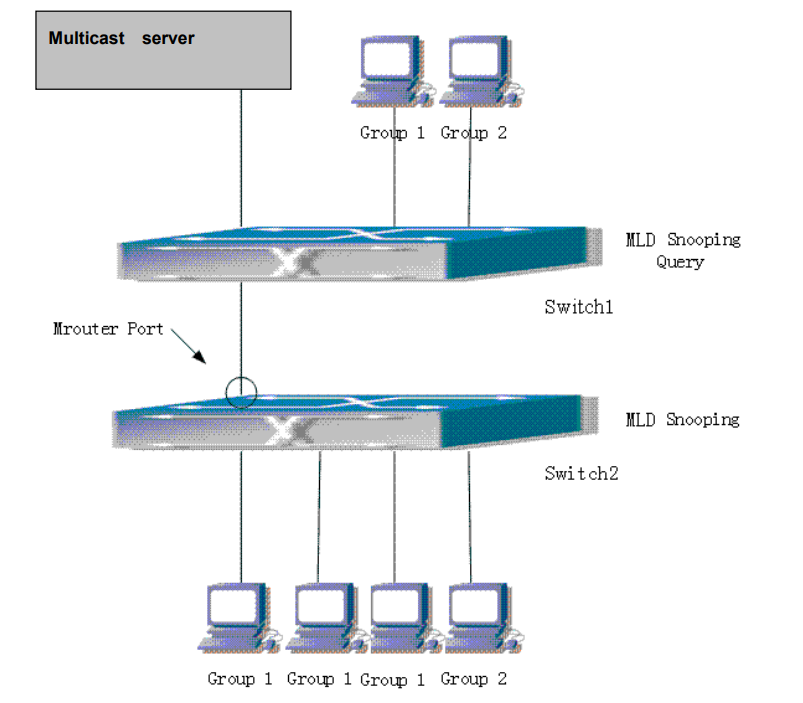 Multicast server
Group 1 Group 2
MLD Snooping
Query
Switch1
Mrouter Port
MLD Snooping
Switch2
Group 1 Group 1 Group 1 Group 2